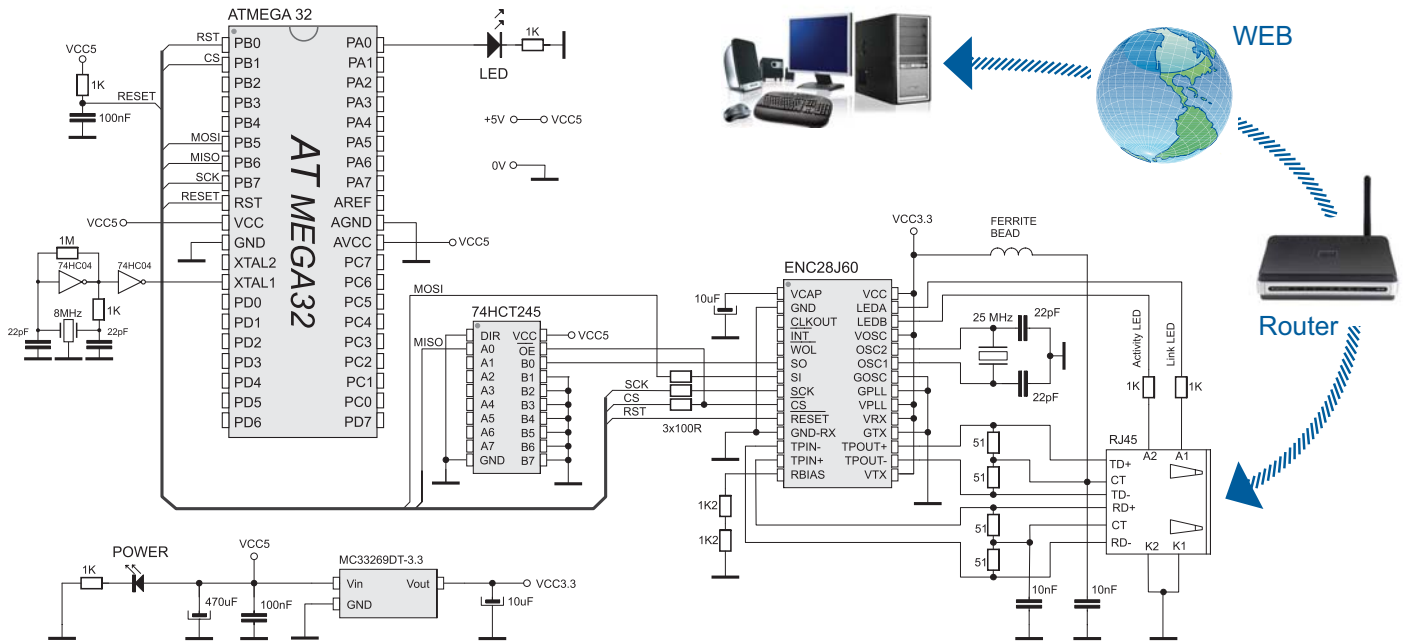 ATMEGA 32
RST
PB0
PA0
CS
PB1
PA1
PB2
PA2
PB3
PA3
PB4
PA4
MOSI
PB5
PA5
MISO
PB6
PA6
SCK
PB7
PA7
RESET
RST
AREF
VCC5
VCC
AGND
GND
AVCC
VCC5
XTAL2
PC7
XTAL1
PC6
PD0
PC5
PD1
PC4
PD2
PC3
PD3
PC2
PD4
PC1
PD5
PC0
PD6
PD7
AT MEGA32
VCC5
1K
RESET
100nF
1M
74HC04
74HC04
1K
8MHz
22pF
22pF
LED
1K
+5V
VCC5
0V
WEB
Router
MOSI
MISO
74HCT245
DIR
VCC
VCC5
A0
OE
A1
B0
A2
B1
A3
B2
A4
B3
A5
B4
A6
B5
A7
B6
GND
B7
SCK
CS
RST
3x100R
VCC3.3
FERRITE
BEAD
ENC28J60
10uF
VCAP
VCC
GND
LEDA
CLKOUT
LEDB
INT
VOSC
WOL
OSC2
SO
OSC1
SI
GOSC
SCK
GPLL
CS
VPLL
RESET
VRX
GND-RX
GTX
TPIN-
TPOUT+
TPIN+
TPOUT-
RBIAS
VTX
25 MHz
22pF
22pF
1K2
1K2
51
51
51
51
Activity LED
Link LED
1K
1K
RJ45
A2
A1
TD+
CT
TD-
RD+
CT
RD-
K2
K1
10nF
10nF
POWER
1K
VCC5
470uF
100nF
MC33269DT-3.3
Vin
Vout
GND
VCC3.3
10uF